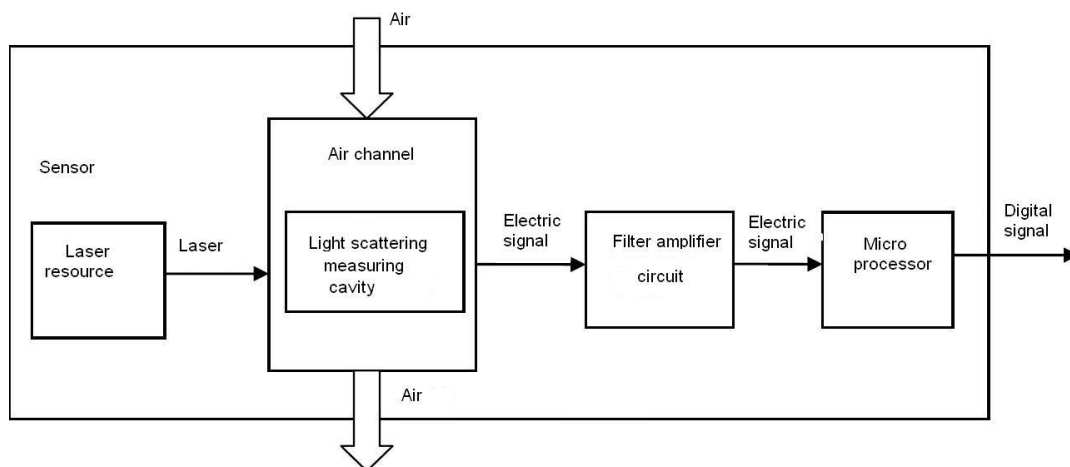 Air
Sensor
Air channel
Laser
resource
Laser
Light scattering
measuring
cavity
Electric
signal
Filter amplifier
circuit
Electric
signal
Micro
processor
Digital
signal
Air